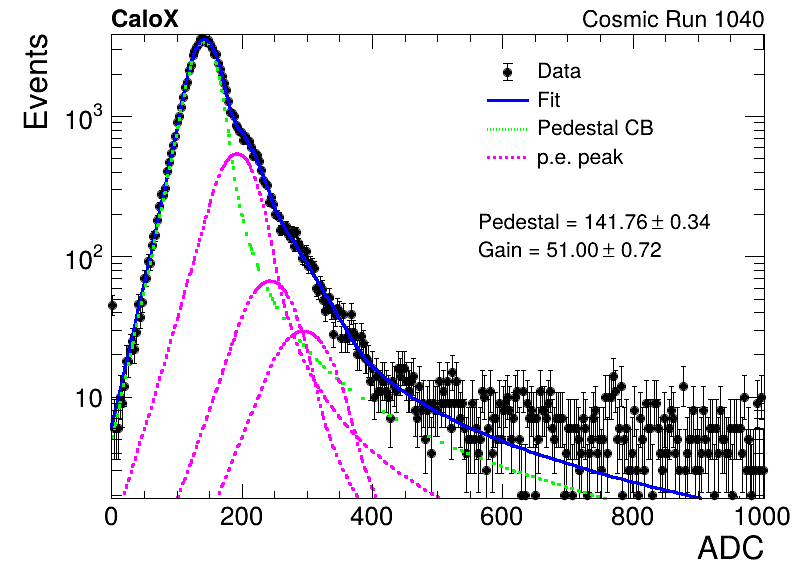 CaloX Cosmic Run 1040
Events
10³
10²
10
Data
Fit
Pedestal CB
p.e. peak
Pedestal = 141.76 ± 0.34
Gain = 51.00 ± 0.72
0 200 400 600 800 1000
ADC